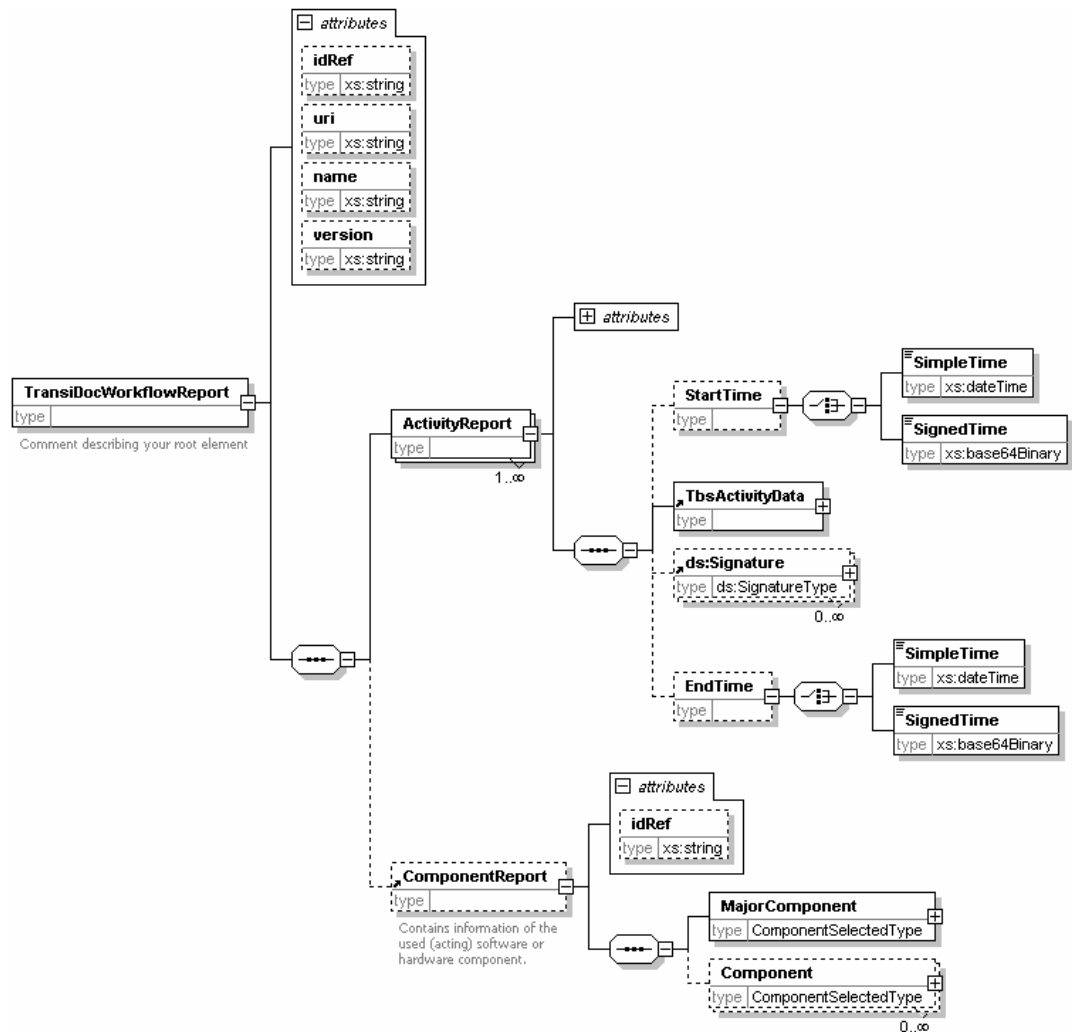 attributes
idRef
type xs:string
uri
type xs:string
name
type xs:string
version
type xs:string
TransiDocWorkflowReport
type
Comment describing your root element
ActivityReport
type
1..∞
attributes
StartTime
type
SimpleTime
type xs:dateTime
SignedTime
type xs:base64Binary
TbsActivityData
type
ds:Signature
type ds:SignatureType
0..∞
EndTime
type
SimpleTime
type xs:dateTime
SignedTime
type xs:base64Binary
ComponentReport
type
Contains information of the
used (acting) software or
hardware component.
attributes
idRef
type xs:string
MajorComponent
type ComponentSelectedType
Component
type ComponentSelectedType
0..∞